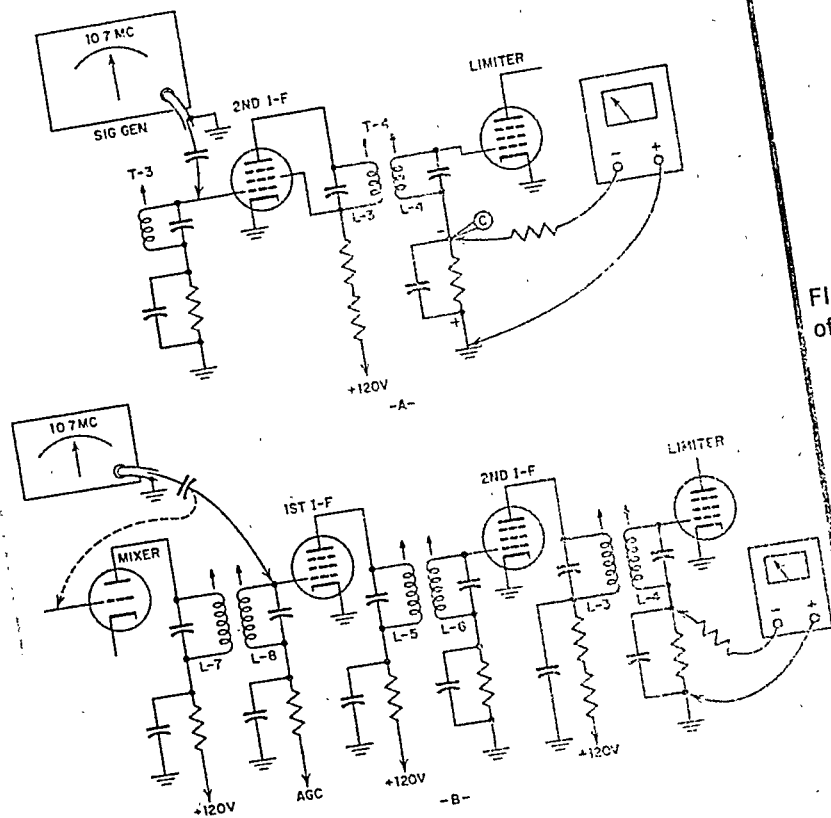 10 7 MC
SIG GEN
2ND I-F
LIMITER
T-3
T-4
L-3
L-4
C
-
+
-
+
+120V
-A-
FI
of
10 7 MC
MIXER
1ST I-F
2ND I-F
LIMITER
L-7
L-8
L-5
L-6
L-3
L-4
-
+
+120V
AGC
+120V
+120V
-B-